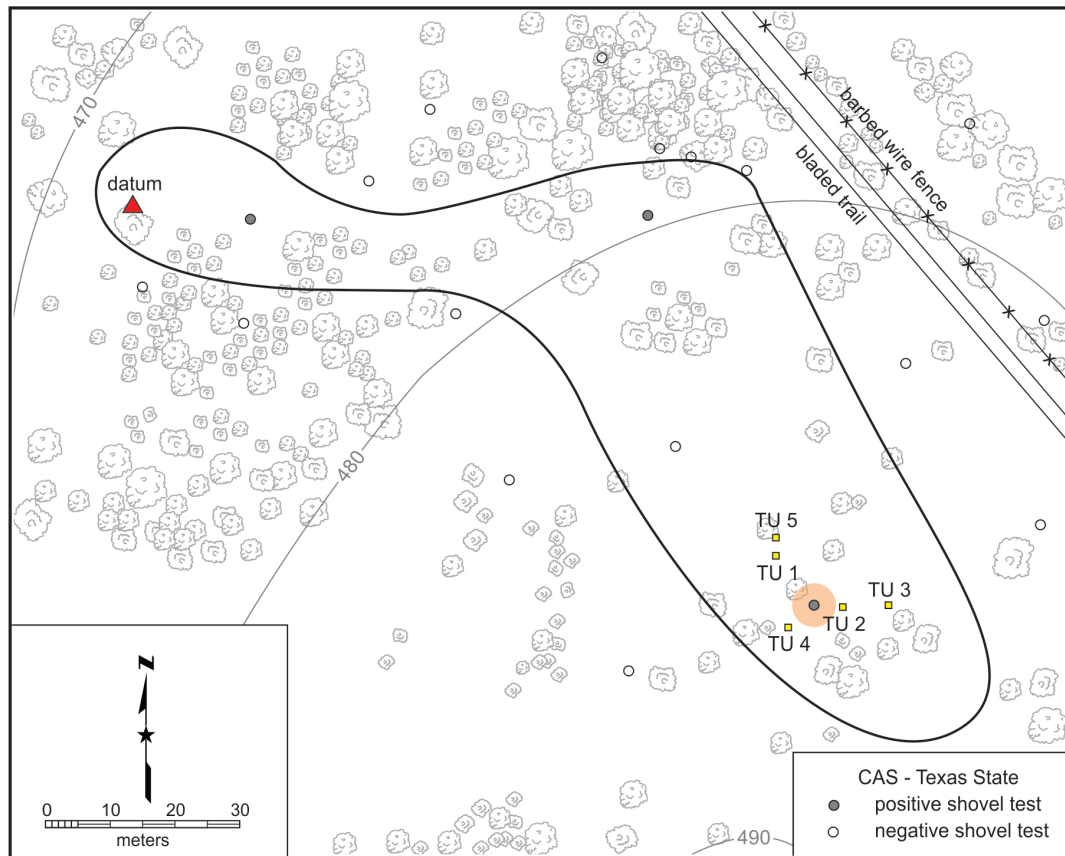 470
datum
barbed wire fence
bladed trail
480
TU 5
TU 1
TU 3
TU 2
TU 4
N
0 10 20 30
meters
490
CAS - Texas State
positive shovel test
negative shovel test